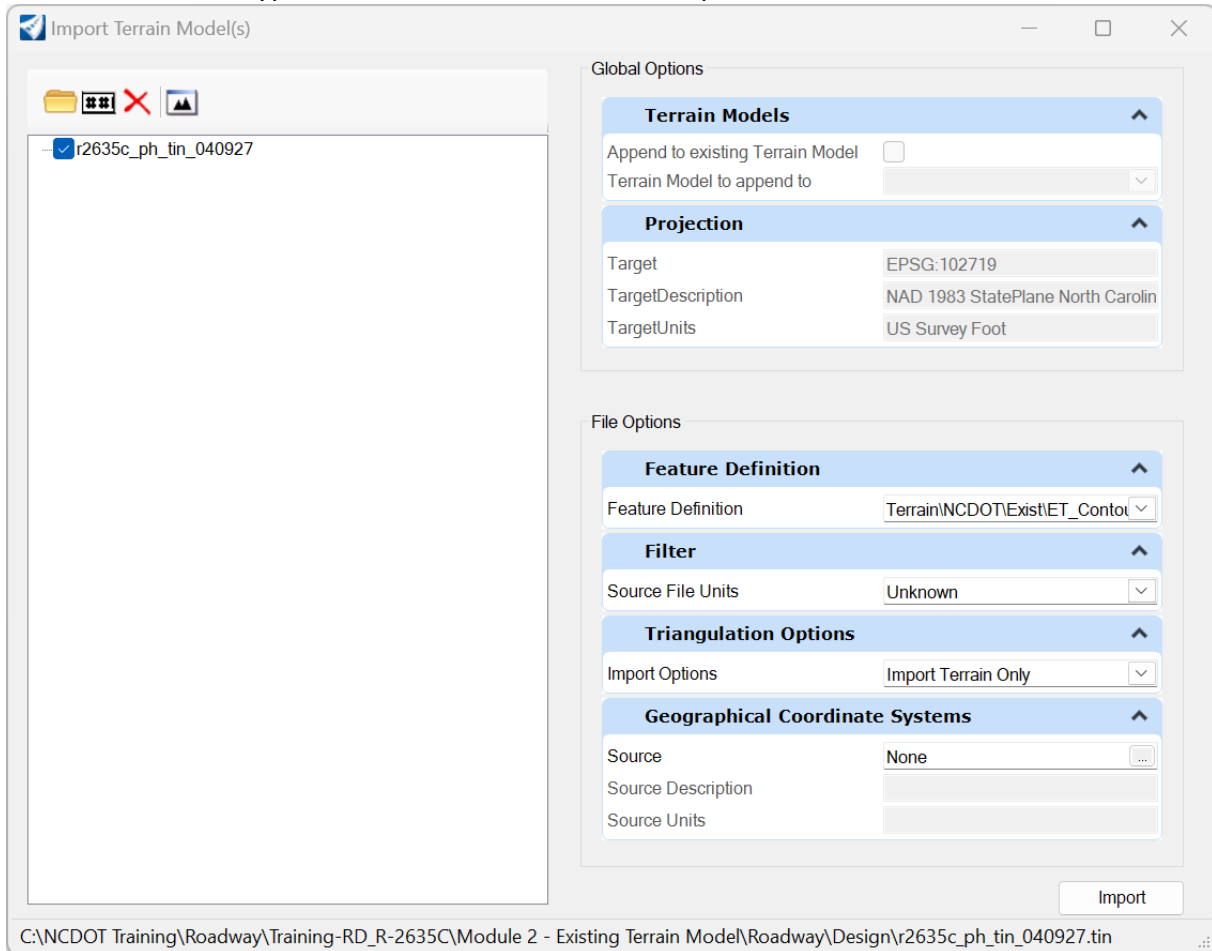 Import Terrain Model(s)
Global Options
Terrain Models
r2635c_ph_tin_040927
Append to existing Terrain Model
Terrain Model to append to
Projection
Target EPSG:102719
TargetDescription NAD 1983 StatePlane North Carolin
TargetUnits US Survey Foot
File Options
Feature Definition
Feature Definition Terrain\NCDOT\Exist\ET_Contou
Filter
Source File Units Unknown
Triangulation Options
Import Options Import Terrain Only
Geographical Coordinate Systems
Source None ...
Source Description
Source Units
Import
C:\NCDOT Training\Roadway\Training-RD_R-2635C\Module 2 - Existing Terrain Model\Roadway\Design\r2635c_ph_tin_040927.tin